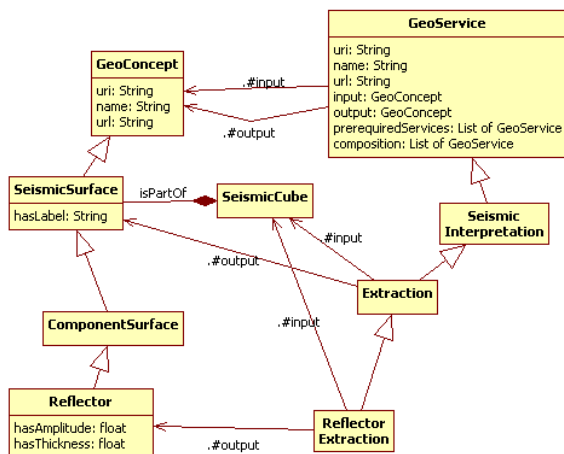 GeoService
uri: String
name: String
url: String
input: GeoConcept
output: GeoConcept
prerequiredServices: List of GeoService
composition: List of GeoService
GeoConcept
uri: String
name: String
url: String
.#input
.#output
SeismicSurface
hasLabel: String
isPartOf
SeismicCube
Seismic
Interpretation
.#input
.#output
Extraction
.#input
ComponentSurface
Reflector
hasAmplitude: float
hasThickness: float
.#output
Reflector
Extraction